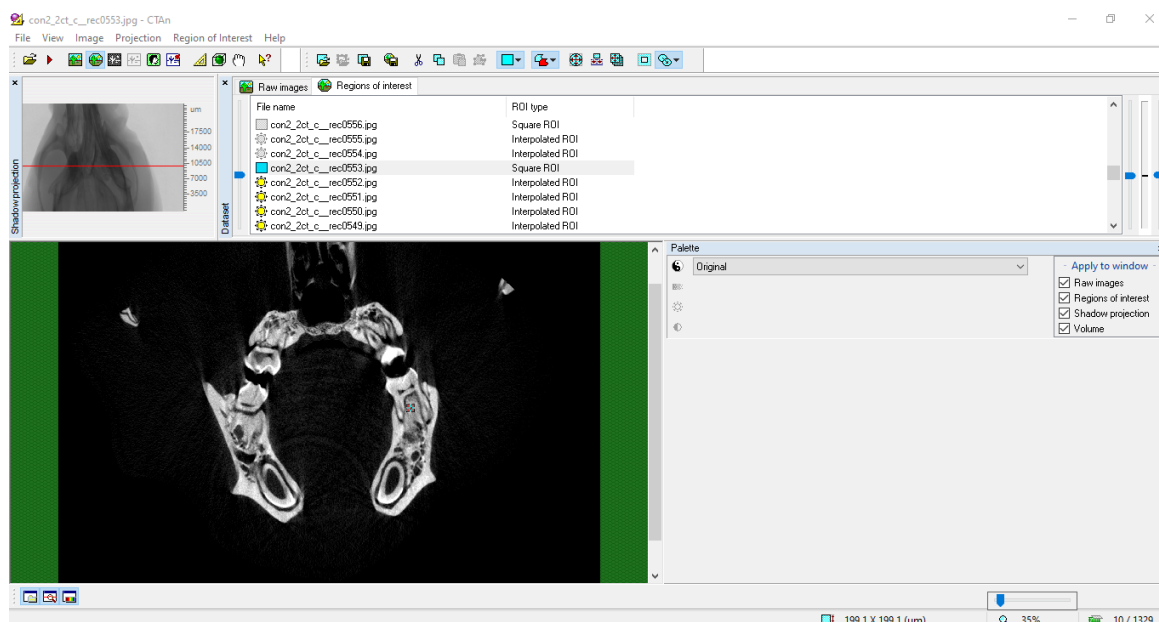 con2_2ct_c__rec0553.jpg - CTAn
File View Image Projection Region of Interest Help
Raw images Regions of interest
File name ROI type
con2_2ct_c__rec0556.jpg Square ROI
con2_2ct_c__rec0555.jpg Interpolated ROI
con2_2ct_c__rec0554.jpg Interpolated ROI
con2_2ct_c__rec0553.jpg Square ROI
con2_2ct_c__rec0552.jpg Interpolated ROI
con2_2ct_c__rec0551.jpg Interpolated ROI
con2_2ct_c__rec0550.jpg Interpolated ROI
con2_2ct_c__rec0549.jpg Interpolated ROI
um
17500
14000
10500
7000
3500
Shadow projection
Dataset
Palette
Original
Apply to window
Raw images
Regions of interest
Shadow projection
Volume
199.1 X 199.1 (um) 35% 10 / 1329